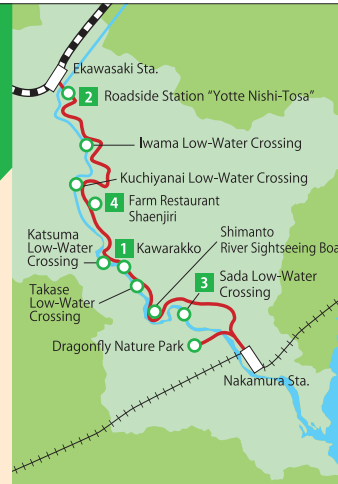 Ekawasaki Sta.
2 Roadside Station “Yotte Nishi-Tosa”
Iwama Low-Water Crossing
Kuchiyanai Low-Water Crossing
4 Farm Restaurant
Shaenjiri
Katsuma
Low-Water
Crossing
1 Kawarakko
Shimanto
River Sightseeing
3 Sada Low-Water
Crossing
Takase
Low-Water
Crossing
Dragonfly Nature Park
Nakamura Sta.